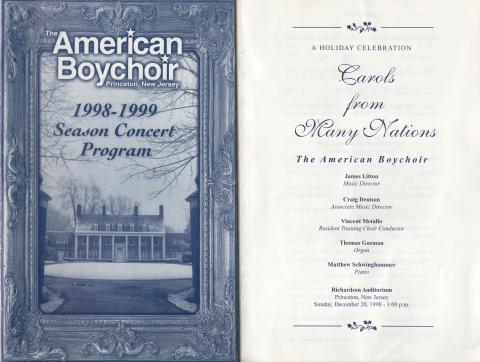 The
American
Boychoir
Princeton, New Jersey
1998-1999
Season Concert
Program
A HOLIDAY CELEBRATION
Carols
from
Many Nations
The American Boychoir
James Litton
Music Director
Craig Denison
Associate Music Director
Vincent Metallo
Resident Training Choir Conductor
Thomas Goeman
Organ
Matthew Schwinghammer
Piano
Richardson Auditorium
Princeton, New Jersey
Sunday, December 20, 1998 - 3:00 p.m.